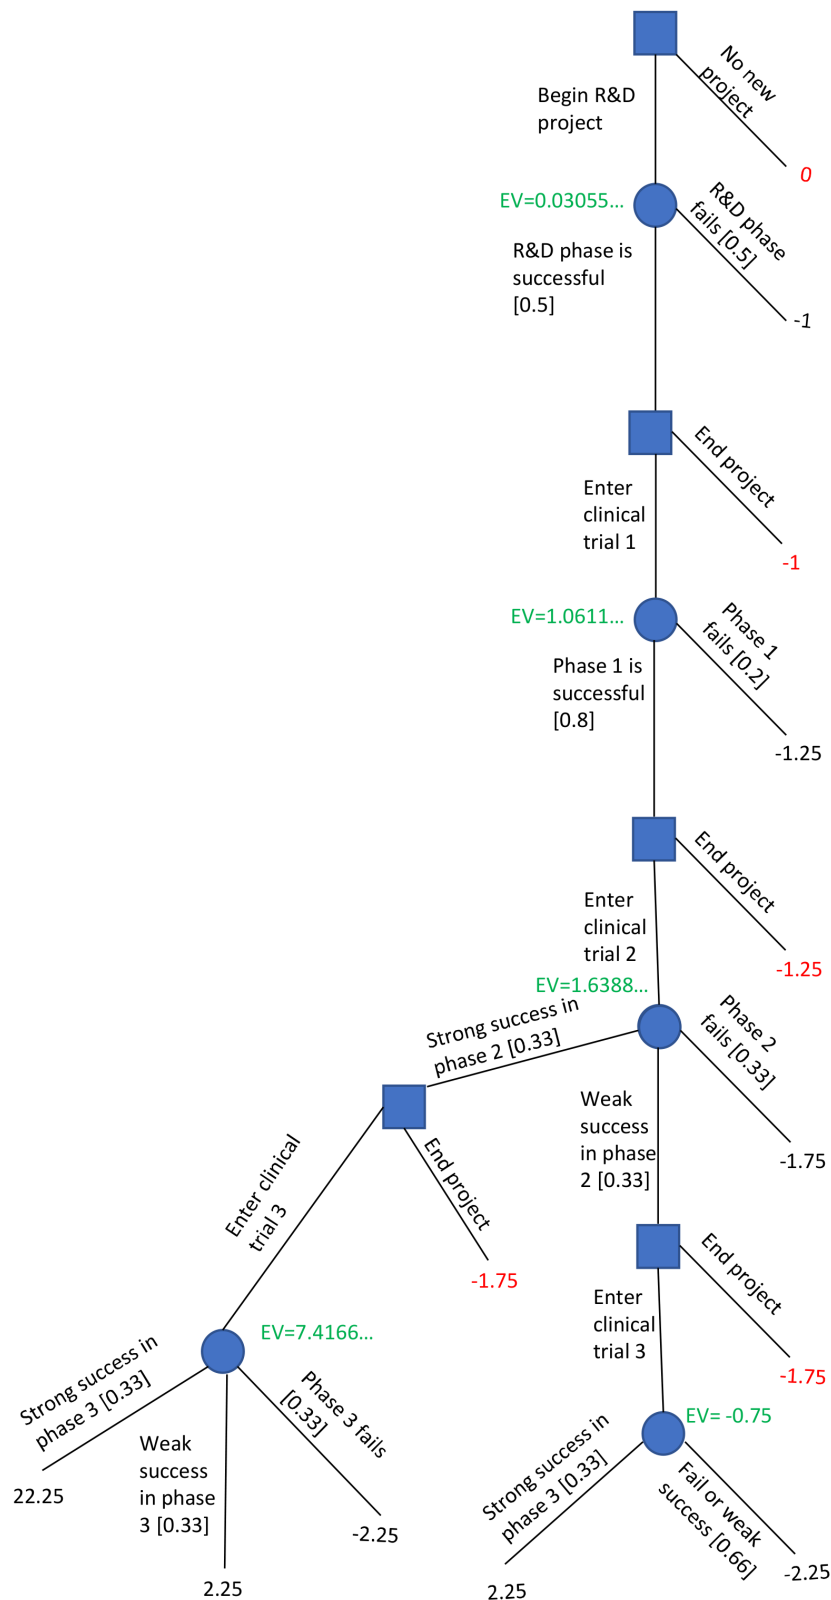 No new
project
Begin R&D
project
0
EV=0.03055...
R&D phase
fails [0.5]
R&D phase is
successful
[0.5]
-1
End project
Enter
clinical
trial 1
-1
EV=1.0611...
Phase 1
fails [0.2]
Phase 1 is
successful
[0.8]
-1.25
End project
Enter
clinical
trial 2
-1.25
EV=1.6388...
Strong success in
phase 2 [0.33]
Phase 2
fails [0.33]
Weak
success
in phase
2 [0.33]
-1.75
Enter clinical
trial 3
End project
-1.75
End project
Enter
clinical
trial 3
-1.75
EV=7.4166...
Strong success in
phase 3 [0.33]
Weak
success
in phase
3 [0.33]
Phase 3 fails
[0.33]
22.25
2.25
-2.25
EV= -0.75
Strong success in
phase 3 [0.33]
Fail or weak
success [0.66]
2.25
-2.25